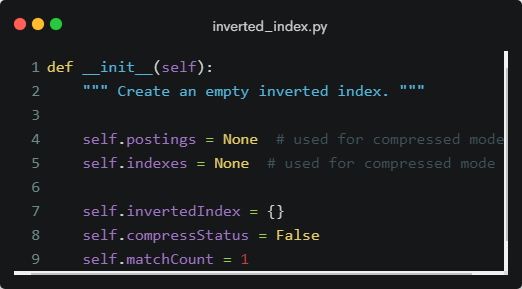 inverted_index.py
1 def __init__(self):
2     """ Create an empty inverted index. """
3
4     self.postings = None  # used for compressed mode
5     self.indexes = None  # used for compressed mode
6
7     self.invertedIndex = {}
8     self.compressStatus = False
9     self.matchCount = 1